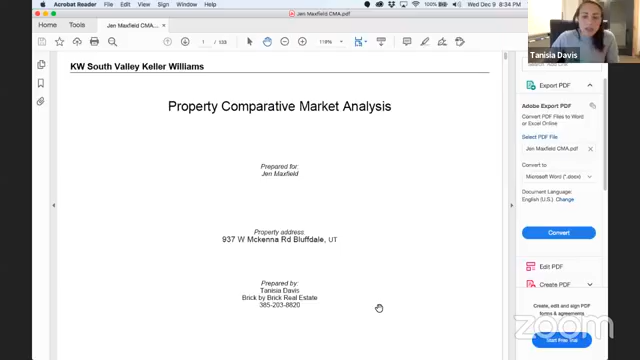 Acrobat Reader File Edit View Sign Window Help
100% Wed Dec 9 8:34 PM
Jen Maxfield CMA.pdf
Home Tools Jen Maxfield CMA.... ×
1 / 133
119%
Tanisia Davis
KW South Valley Keller Williams
Property Comparative Market Analysis
Prepared for:
Jen Maxfield
Property address:
937 W Mckenna Rd Bluffdale, UT
Prepared by:
Tanisia Davis
Brick by Brick Real Estate
385-203-8820
Export PDF
Adobe Export PDF
Convert PDF Files to Word
or Excel Online
Select PDF File
Jen Maxfield CMA.pdf ×
Convert to
Microsoft Word (*.docx)
Document Language:
English (U.S.) Change
Convert
Edit PDF
Create PDF
Create, edit and sign PDF
forms & agreements
Start Free Trial
zoom